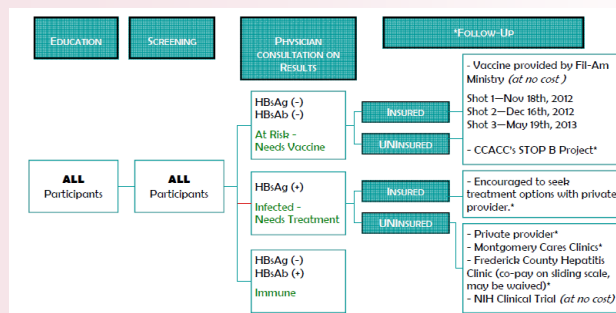 EDUCATION
SCREENING
PHYSICIAN
CONSULTATION ON
RESULTS
*FOLLOW-UP
ALL
Participants
ALL
Participants
HBsAg (-)
HBsAb (-)
At Risk -
Needs Vaccine
INSURED
UNINSURED
- Vaccine provided by Fil-Am
Ministry (at no cost )
Shot 1—Nov 18th, 2012
Shot 2—Dec 16th, 2012
Shot 3—May 19th, 2013
- CCACC's STOP B Project*
HBsAg (+)
Infected -
Needs Treatment
INSURED
UNINSURED
- Encouraged to seek
treatment options with private
provider.*
- Private provider*
- Montgomery Cares Clinics*
- Frederick County Hepatitis
Clinic (co-pay on sliding scale,
may be waived)*
- NIH Clinical Trial (at no cost)
HBsAg (-)
HBsAb (+)
Immune